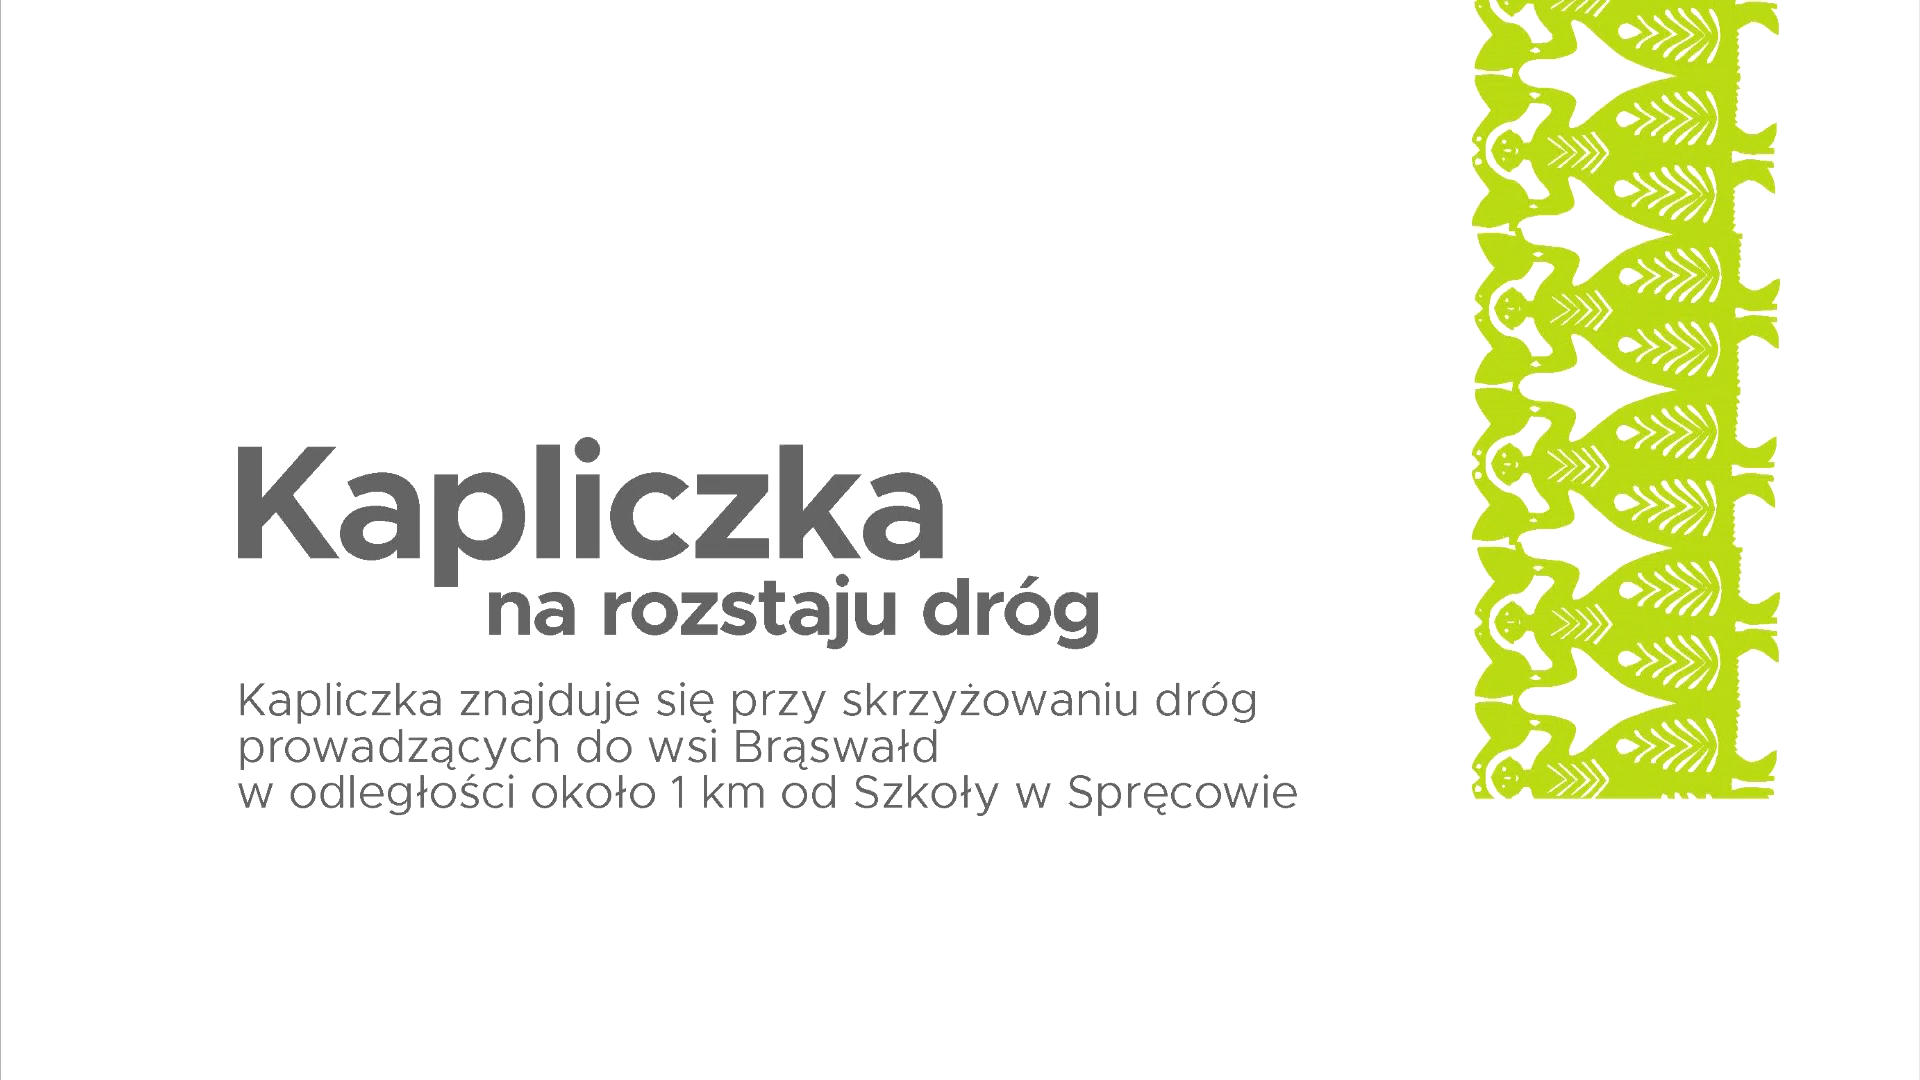 Kapliczka
na rozstaju dróg
Kapliczka znajduje się przy skrzyżowaniu dróg
prowadzących do wsi Brąswałd
w odległości około 1 km od Szkoły w Spręcowie